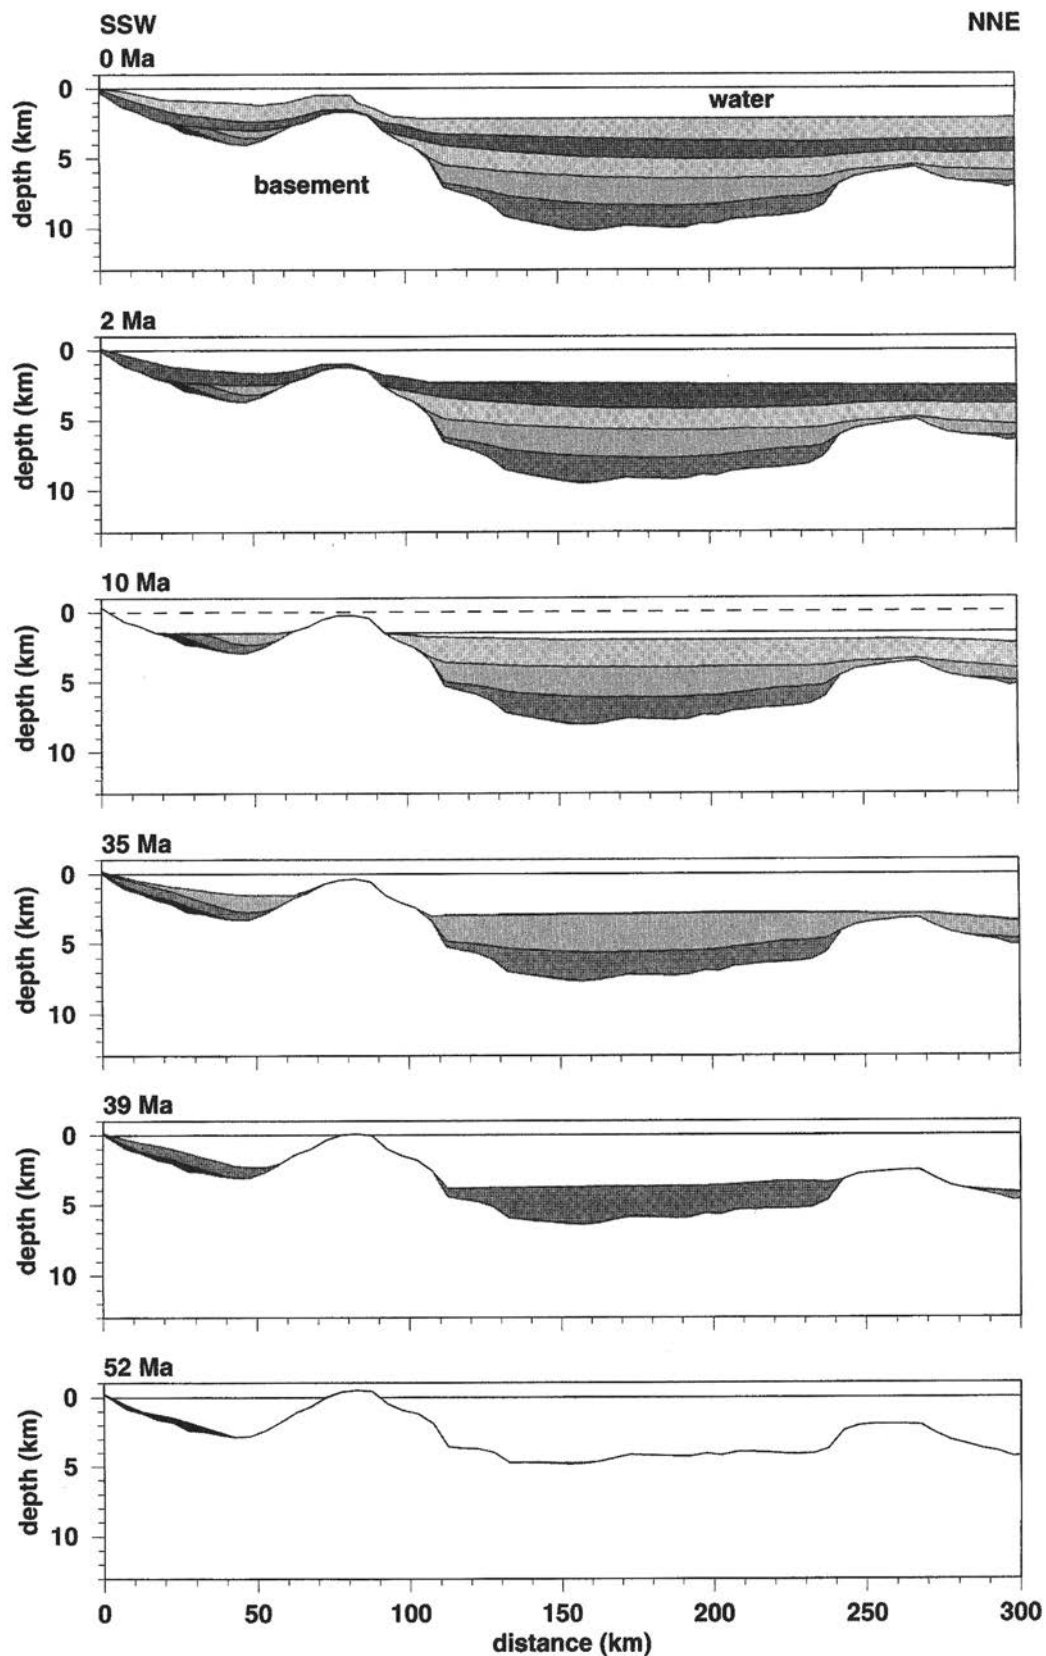 SSW NNE
0 Ma
0
5
10
depth (km)
water
basement
2 Ma
0
5
10
depth (km)
10 Ma
0
5
10
depth (km)
35 Ma
0
5
10
depth (km)
39 Ma
0
5
10
depth (km)
52 Ma
0
5
10
depth (km)
0 50 100 150 200 250 300
distance (km)